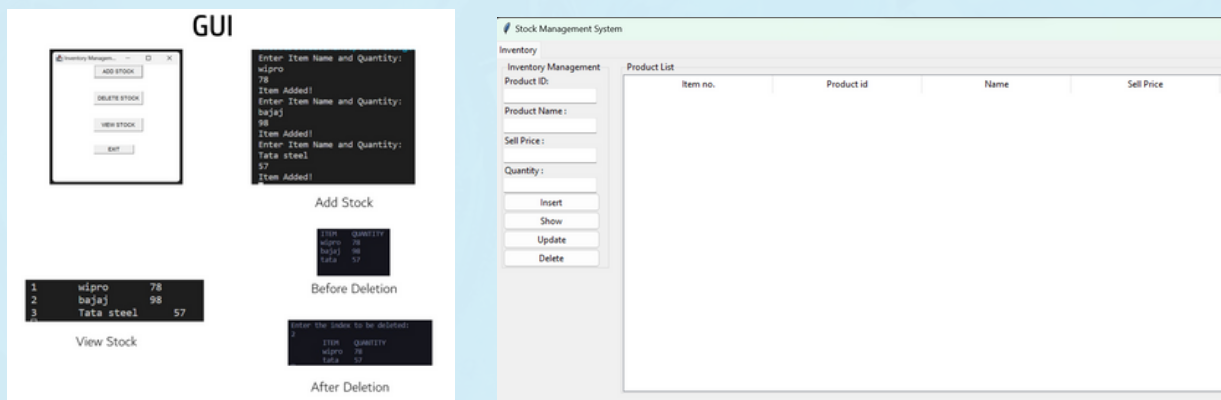 GUI
Inventory Managem...
ADD STOCK
DELETE STOCK
VIEW STOCK
EXIT
Enter Item Name and Quantity:
wipro
78
Item Added!
Enter Item Name and Quantity:
bajaj
98
Item Added!
Enter Item Name and Quantity:
Tata steel
57
Item Added!
Add Stock
ITEM QUANTITY
wipro 78
bajaj 98
tata 57
Before Deletion
1 wipro 78
2 bajaj 98
3 Tata steel 57
View Stock
Enter the index to be deleted:
2
ITEM QUANTITY
wipro 78
tata 57
After Deletion
Stock Management System
Inventory
Inventory Management
Product ID:
Product Name :
Sell Price :
Quantity :
Insert
Show
Update
Delete
Product List
Item no. Product id Name Sell Price